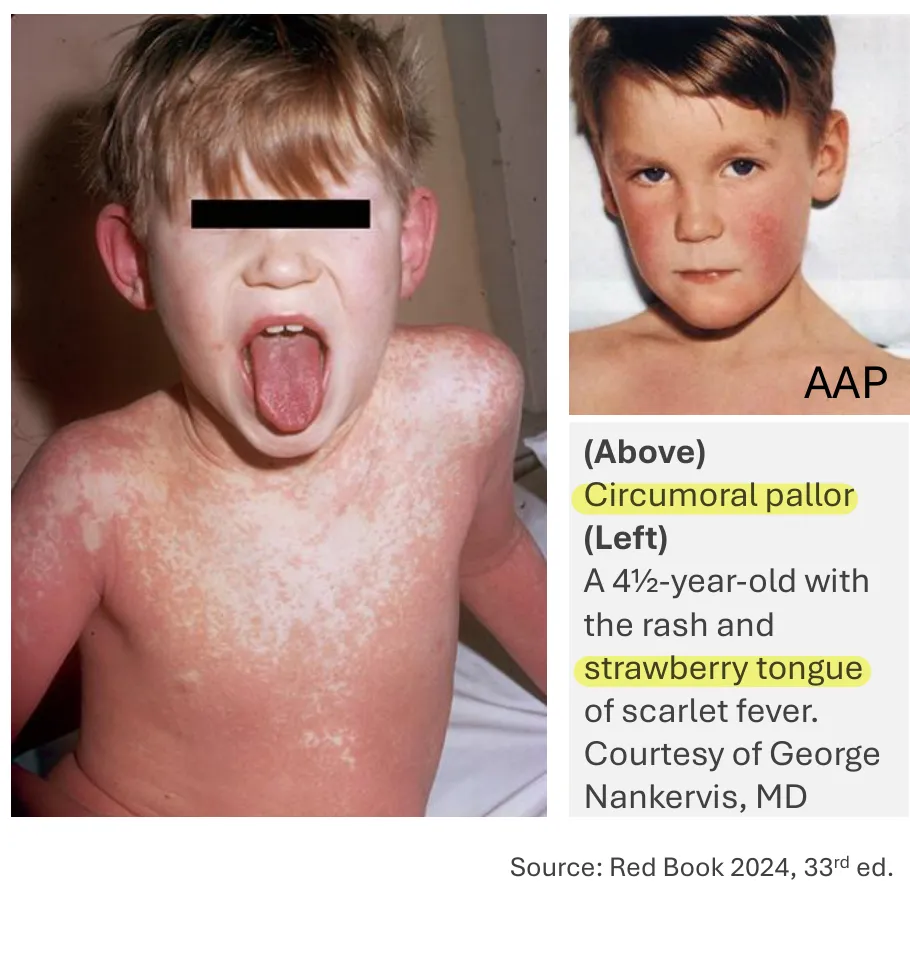 AAP
(Above)
Circumoral pallor
(Left)
A 4½-year-old with
the rash and
strawberry tongue
of scarlet fever.
Courtesy of George
Nankervis, MD
Source: Red Book 2024, 33rd ed.